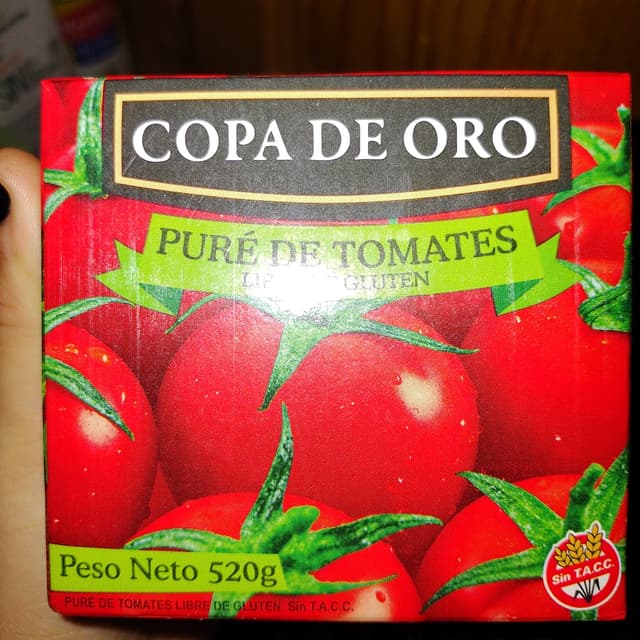 COPA DE ORO
PURÉ DE TOMATES
GLUTEN
Peso Neto 520g
PURÉ DE TOMATES LIBRE DE GLUTEN Sin T.A.C.C.
Sin T.A.C.C.